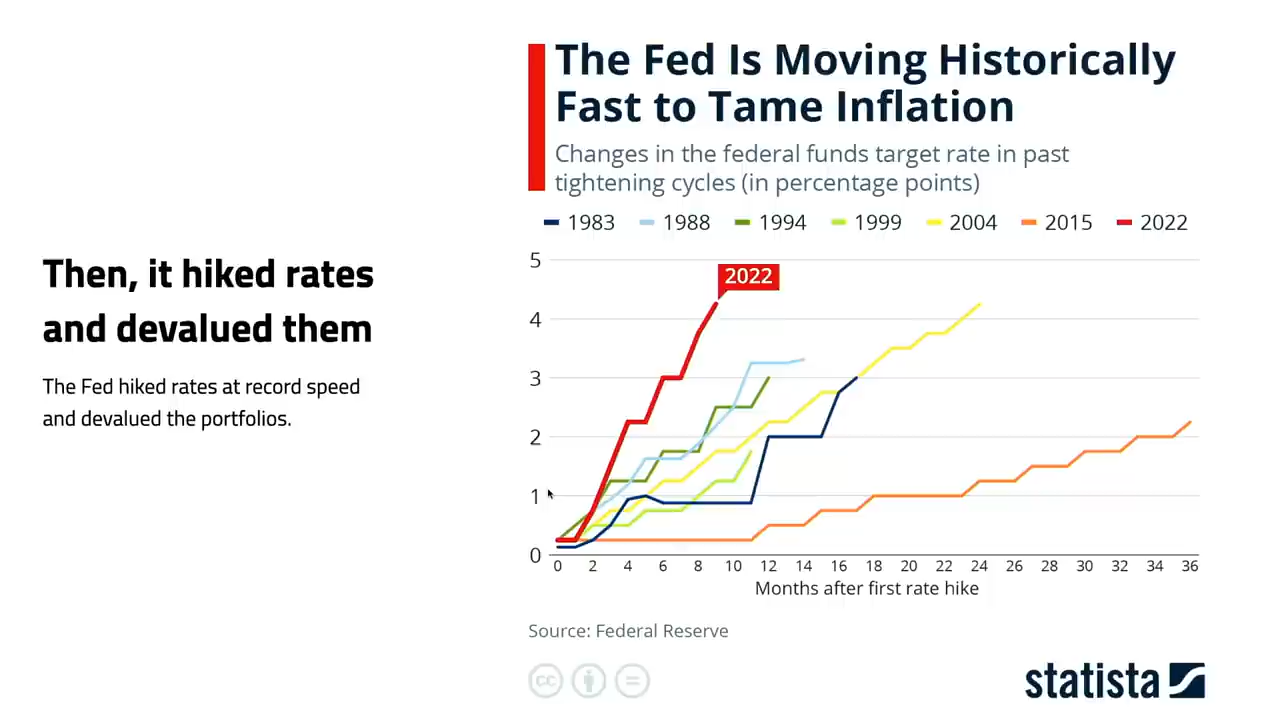 Then, it hiked rates
and devalued them
The Fed hiked rates at record speed
and devalued the portfolios.
The Fed Is Moving Historically
Fast to Tame Inflation
Changes in the federal funds target rate in past
tightening cycles (in percentage points)
1983 1988 1994 1999 2004 2015 2022
5
2022
4
3
2
1
0
0 2 4 6 8 10 12 14 16 18 20 22 24 26 28 30 32 34 36
Months after first rate hike
Source: Federal Reserve
cc
statista